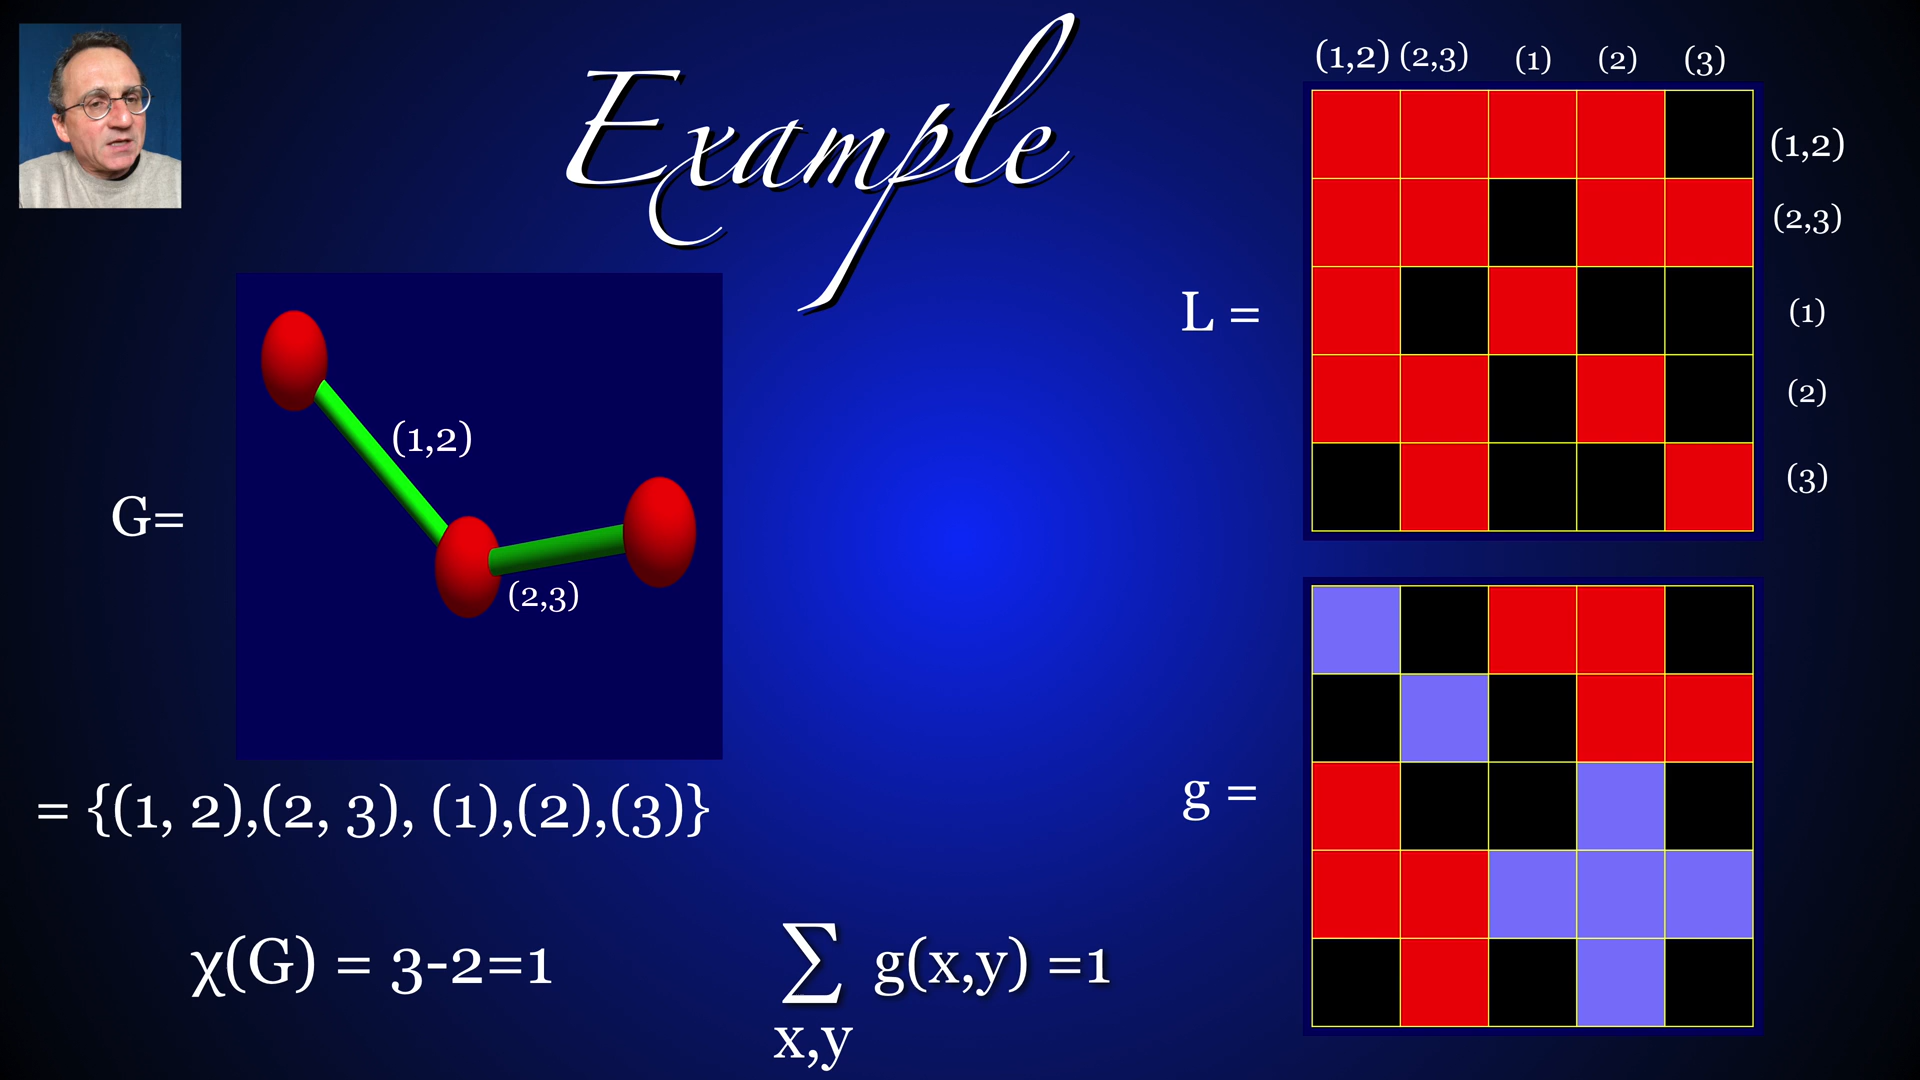 Example
(1,2) (2,3) (1) (2) (3)
(1,2)
(2,3)
L =
(1)
(2)
(3)
G=
(1,2)
(2,3)
= {(1, 2),(2, 3), (1),(2),(3)}
g =
χ(G) = 3-2=1
∑ g(x,y) =1
x,y